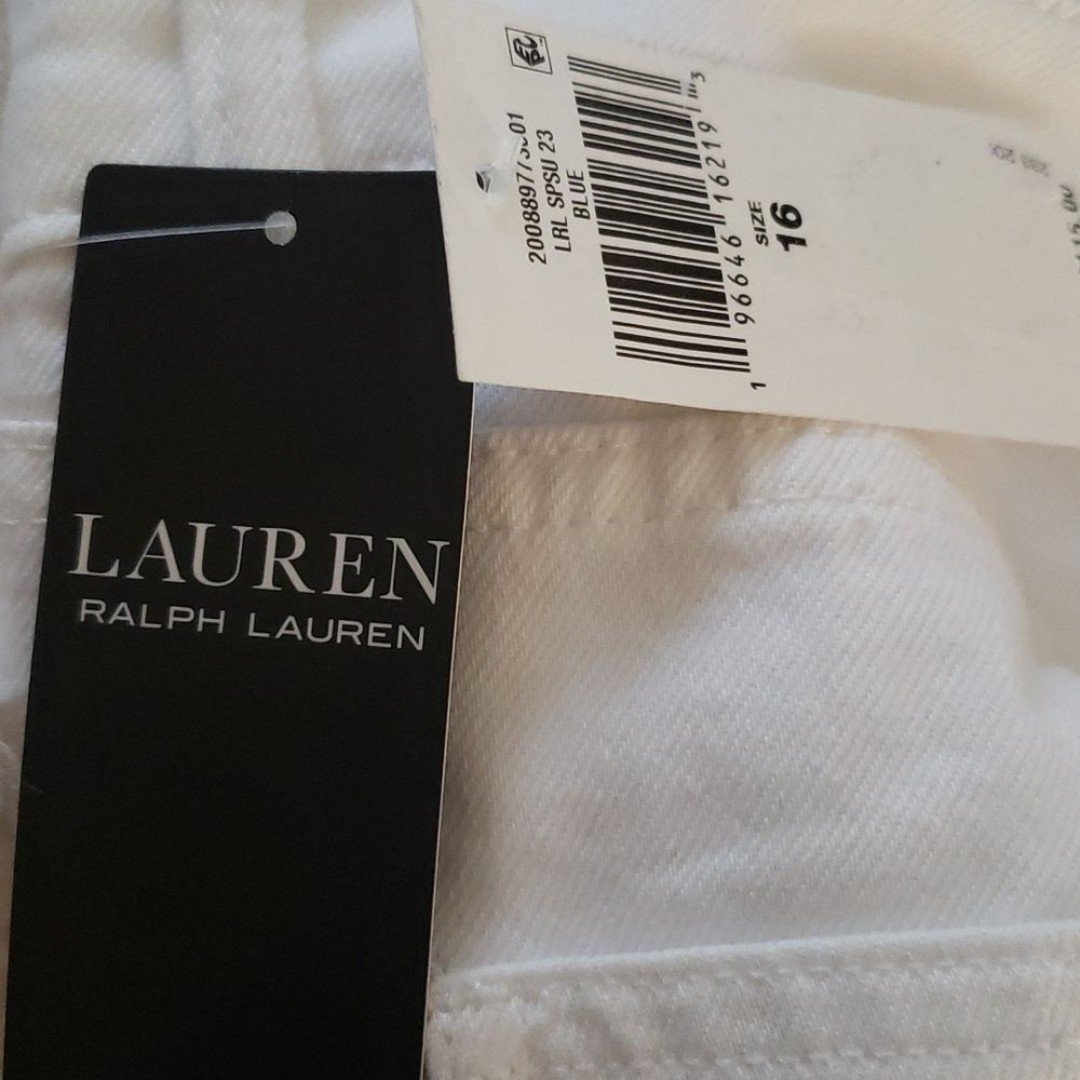 LAUREN
RALPH LAUREN
LRL SPSU 23
BLUE
1 96646 16219 3
SIZE
16